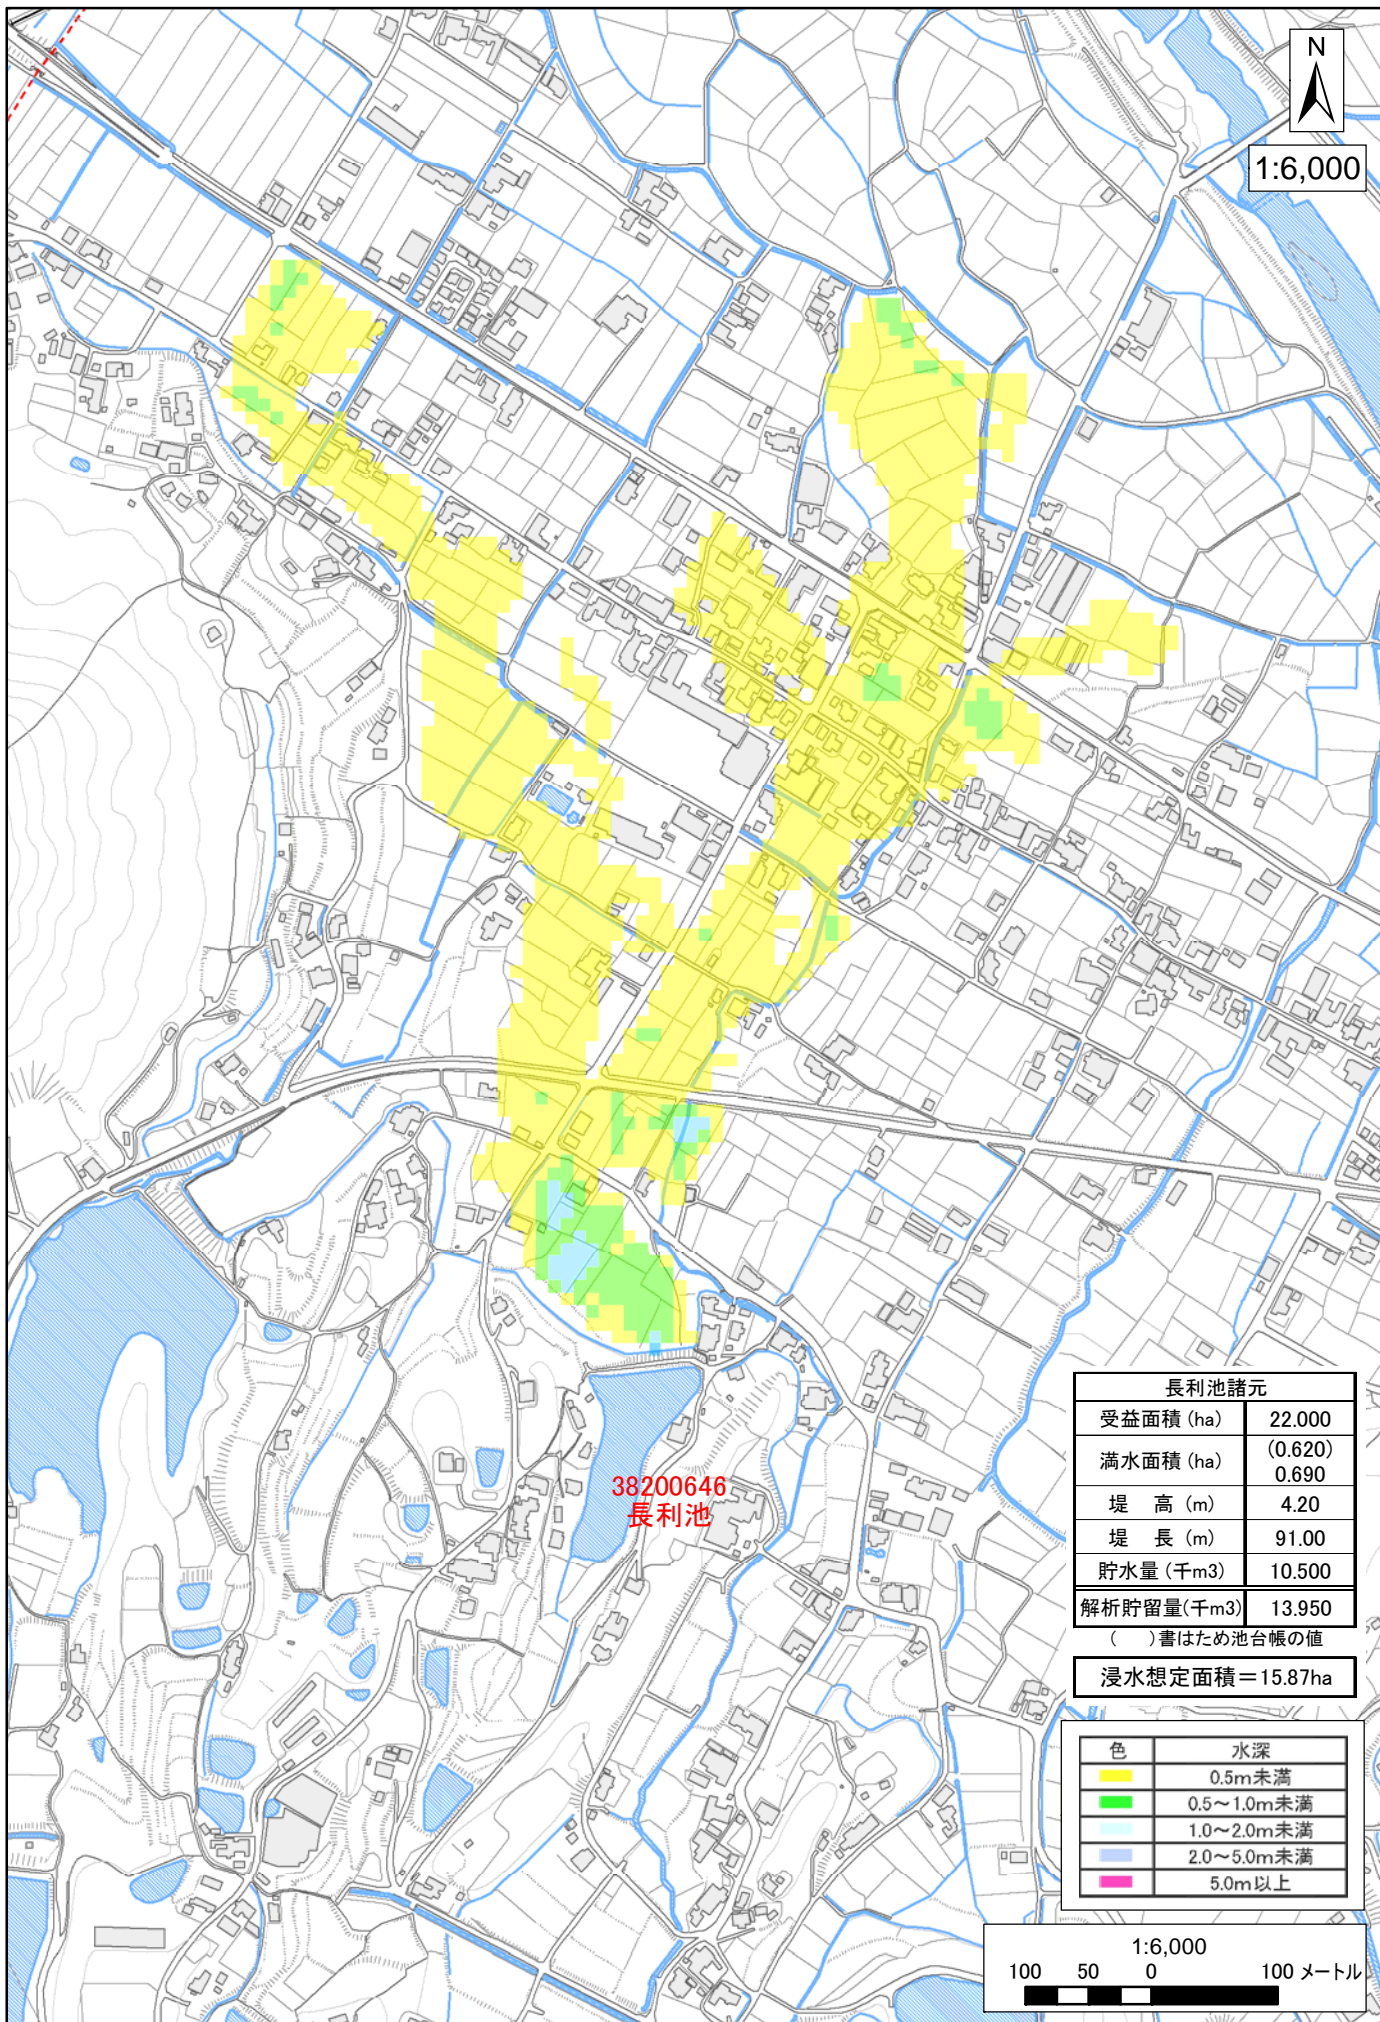 N
1:6,000
38200646
長利池
長利池諸元
受益面積 (ha) 22.000
満水面積 (ha) (0.620) 0.690
堤 高 (m) 4.20
堤 長 (m) 91.00
貯水量 (千m3) 10.500
解析貯留量(千m3) 13.950
( )書はため池台帳の値
浸水想定面積＝15.87ha
色 水深
0.5m未満
0.5～1.0m未満
1.0～2.0m未満
2.0～5.0m未満
5.0m以上
1:6,000
100 50 0 100 メートル